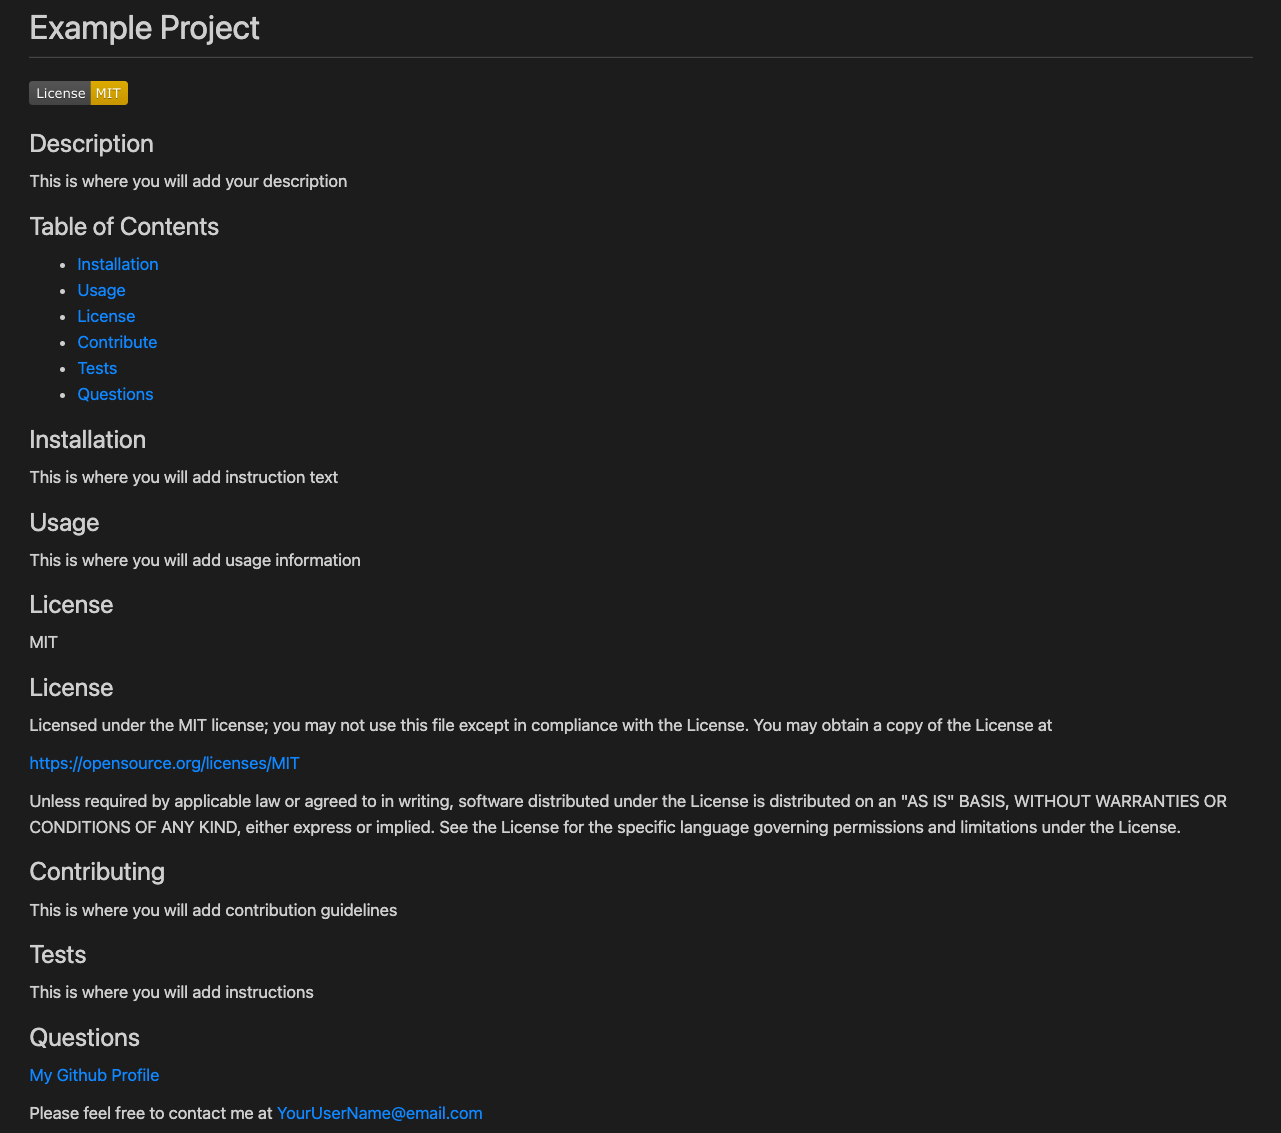 Example Project
License MIT
Description
This is where you will add your description
Table of Contents
Installation
Usage
License
Contribute
Tests
Questions
Installation
This is where you will add instruction text
Usage
This is where you will add usage information
License
MIT
License
Licensed under the MIT license; you may not use this file except in compliance with the License. You may obtain a copy of the License at
https://opensource.org/licenses/MIT
Unless required by applicable law or agreed to in writing, software distributed under the License is distributed on an "AS IS" BASIS, WITHOUT WARRANTIES OR
CONDITIONS OF ANY KIND, either express or implied. See the License for the specific language governing permissions and limitations under the License.
Contributing
This is where you will add contribution guidelines
Tests
This is where you will add instructions
Questions
My Github Profile
Please feel free to contact me at YourUserName@email.com